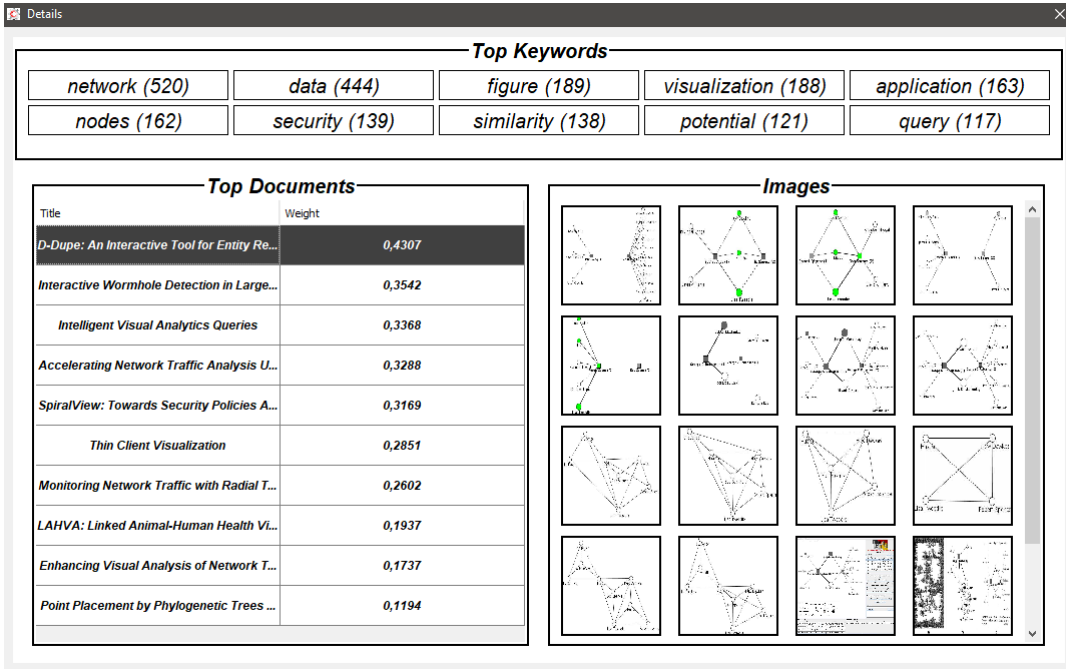 Details
Top Keywords
network (520) data (444) figure (189) visualization (188) application (163)
nodes (162) security (139) similarity (138) potential (121) query (117)
Top Documents
Title Weight
D-Dupe: An Interactive Tool for Entity Re... 0,4307
Interactive Wormhole Detection in Large... 0,3542
Intelligent Visual Analytics Queries 0,3368
Accelerating Network Traffic Analysis U... 0,3288
SpiralView: Towards Security Policies A... 0,3169
Thin Client Visualization 0,2851
Monitoring Network Traffic with Radial T... 0,2602
LAHVA: Linked Animal-Human Health Vi... 0,1937
Enhancing Visual Analysis of Network T... 0,1737
Point Placement by Phylogenetic Trees ... 0,1194
Images